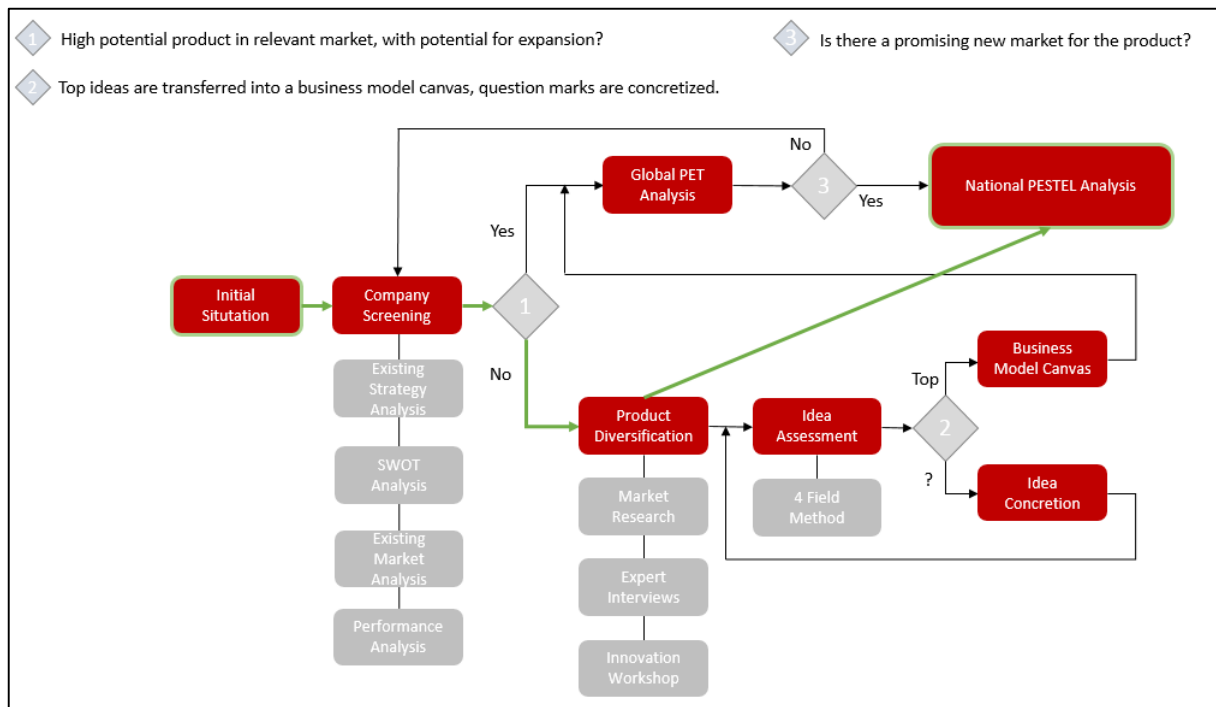 1
High potential product in relevant market, with potential for expansion?
3
Is there a promising new market for the product?
2
Top ideas are transferred into a business model canvas, question marks are concretized.
No
Global PET
Analysis
3
Yes
National PESTEL Analysis
Yes
Initial
Situtation
Company
Screening
1
No
Existing
Strategy
Analysis
SWOT
Analysis
Existing
Market
Analysis
Performance
Analysis
Product
Diversification
Market
Research
Expert
Interviews
Innovation
Workshop
Idea
Assessment
4 Field
Method
Top
2
?
Business
Model Canvas
Idea
Concretion